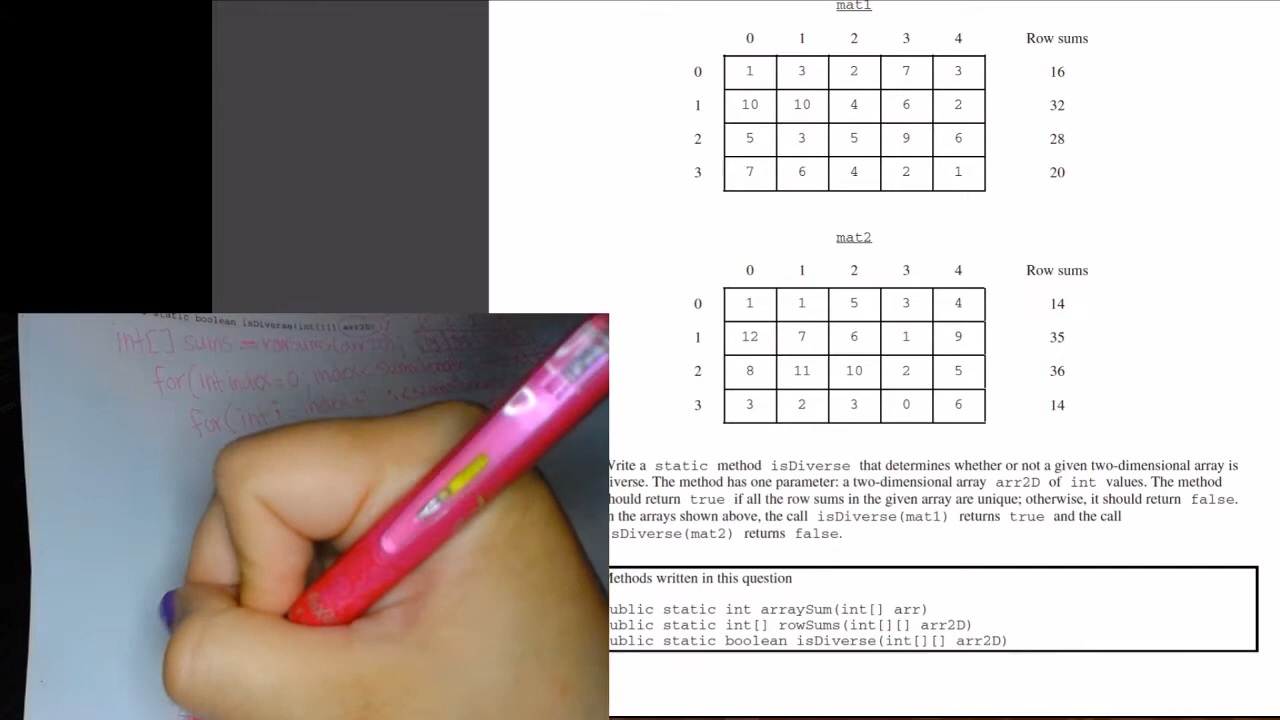 mat1
0 1 2 3 4 Row sums
0 1 3 2 7 3 16
1 10 10 4 6 2 32
2 5 3 5 9 6 28
3 7 6 4 2 1 20
mat2
0 1 2 3 4 Row sums
0 1 1 5 3 4 14
1 12 7 6 1 9 35
2 8 11 10 2 5 36
3 3 2 3 0 6 14
static boolean isDiverse(int[][] arr2D)
int[] sums = rowSums(arr2D)
for(int index=0, index<sums
for(int i = index+
rite a static method isDiverse that determines whether or not a given two-dimensional array is
iverse. The method has one parameter: a two-dimensional array arr2D of int values. The method
hould return true if all the row sums in the given array are unique; otherwise, it should return false.
n the arrays shown above, the call isDiverse(mat1) returns true and the call
sDiverse(mat2) returns false.
ethods written in this question
ublic static int arraySum(int[] arr)
ublic static int[] rowSums(int[][] arr2D)
ublic static boolean isDiverse(int[][] arr2D)